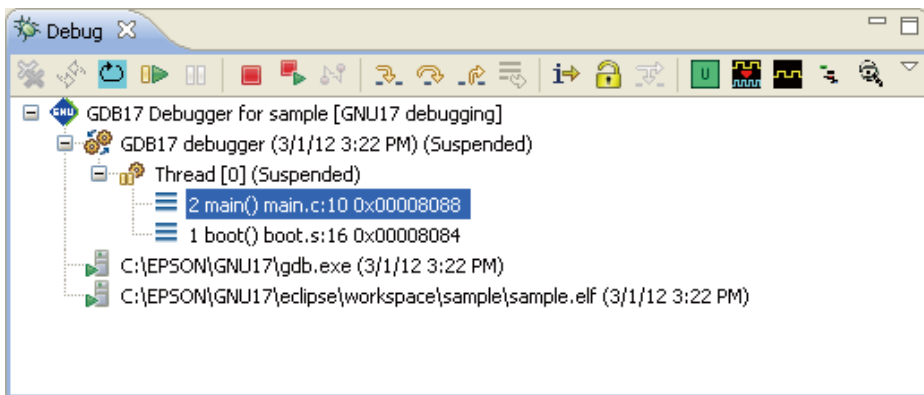 Debug
i
U
GNU GDB17 Debugger for sample [GNU17 debugging]
GDB17 debugger (3/1/12 3:22 PM) (Suspended)
Thread [0] (Suspended)
2 main() main.c:10 0x00008088
1 boot() boot.s:16 0x00008084
C:\EPSON\GNU17\gdb.exe (3/1/12 3:22 PM)
C:\EPSON\GNU17\eclipse\workspace\sample\sample.elf (3/1/12 3:22 PM)